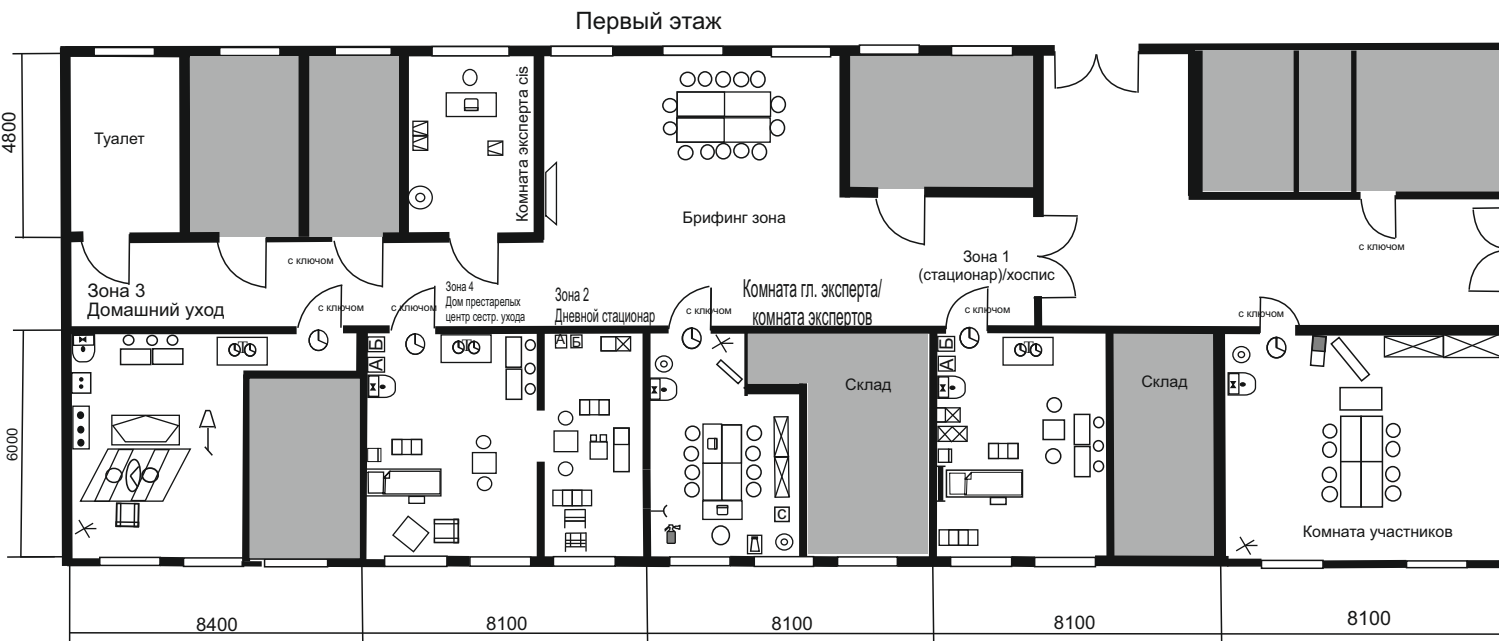 Первый этаж
4800
Туалет
Комната эксперта cis
Брифинг зона
с ключом
Зона 1
(стационар)/хоспис
с ключом
Зона 3
Домашний уход
с ключом
с ключом
Зона 4
Дом престарелых
центр сестр. ухода
Зона 2
Дневной стационар
с ключом
Комната гл. эксперта/
комната экспертов
с ключом
с ключом
6000
А Б
А Б
А Б
Склад
Склад
С
Комната участников
8400
8100
8100
8100
8100